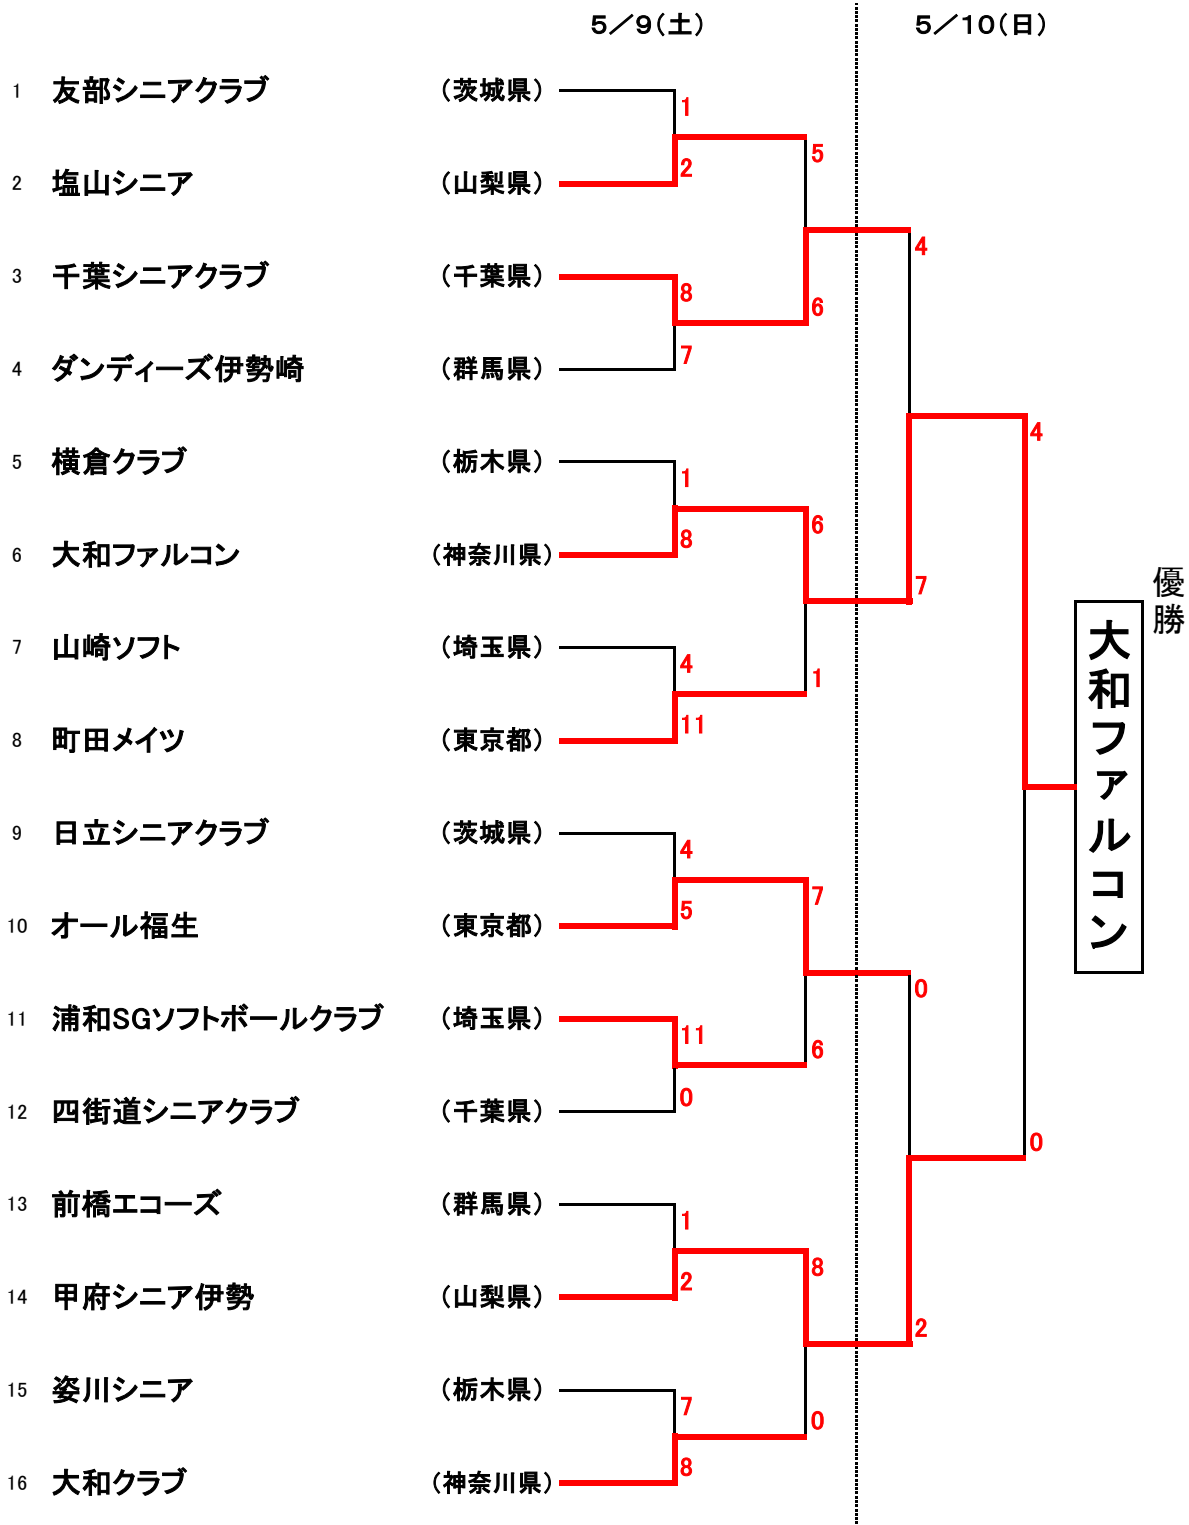 5／9(土) 5／10(日)
1 友部シニアクラブ (茨城県)
1
5
2
2 塩山シニア (山梨県)
4
3 千葉シニアクラブ (千葉県)
8
6
7
4 ダンディーズ伊勢崎 (群馬県)
4
5 横倉クラブ (栃木県)
1
6
8
6 大和ファルコン (神奈川県)
7
優勝
大和ファルコン
7 山崎ソフト (埼玉県)
4
1
11
8 町田メイツ (東京都)
9 日立シニアクラブ (茨城県)
4
7
5
10 オール福生 (東京都)
0
11 浦和SGソフトボールクラブ (埼玉県)
11
6
0
12 四街道シニアクラブ (千葉県)
0
13 前橋エコーズ (群馬県)
1
8
2
14 甲府シニア伊勢 (山梨県)
2
15 姿川シニア (栃木県)
7
0
8
16 大和クラブ (神奈川県)